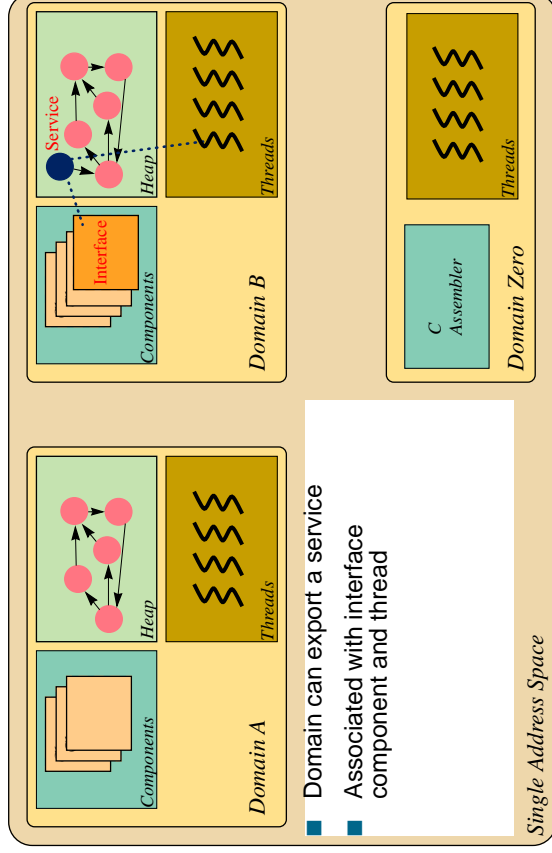 Components
Heap
Threads
Domain A
Components
Interface
Service
Heap
Threads
Domain B
■ Domain can export a service
■ Associated with interface
component and thread
C
Assembler
Threads
Domain Zero
Single Address Space